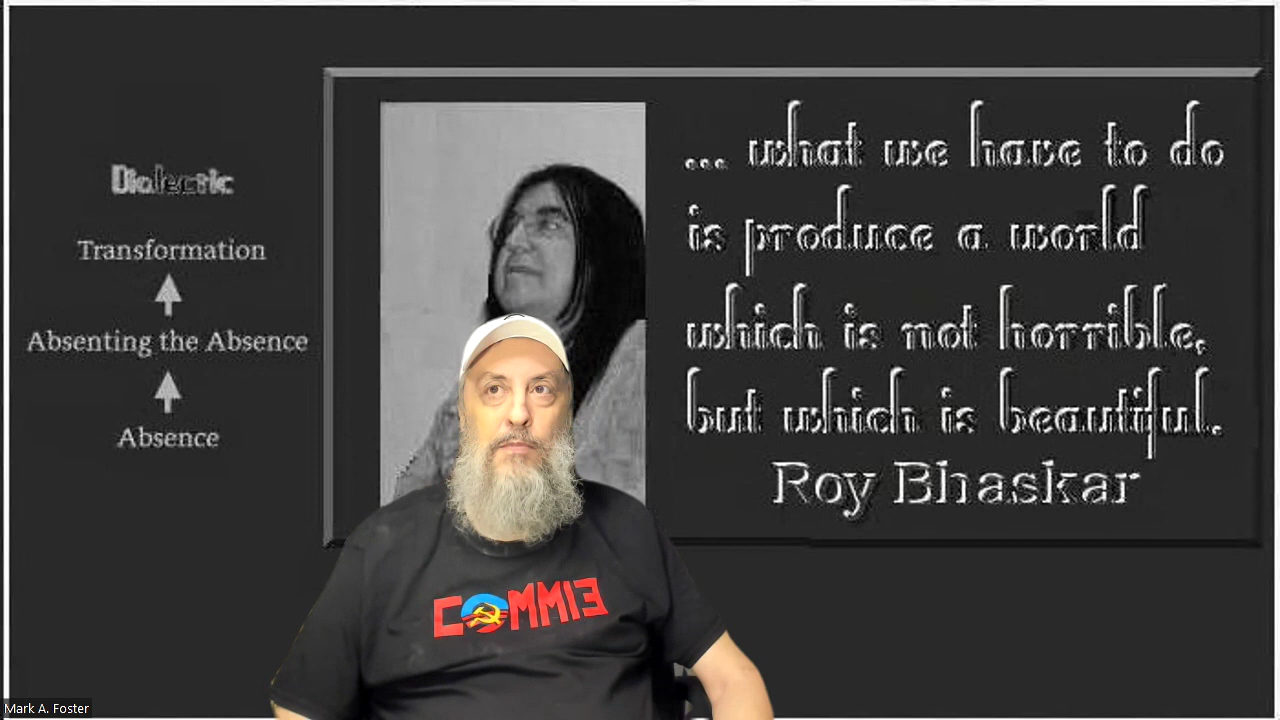 Dialectic
Transformation
Absenting the Absence
Absence
... what we have to do
is produce a world
which is not horrible,
but which is beautiful.
Roy Bhaskar
COMMIE
Mark A. Foster